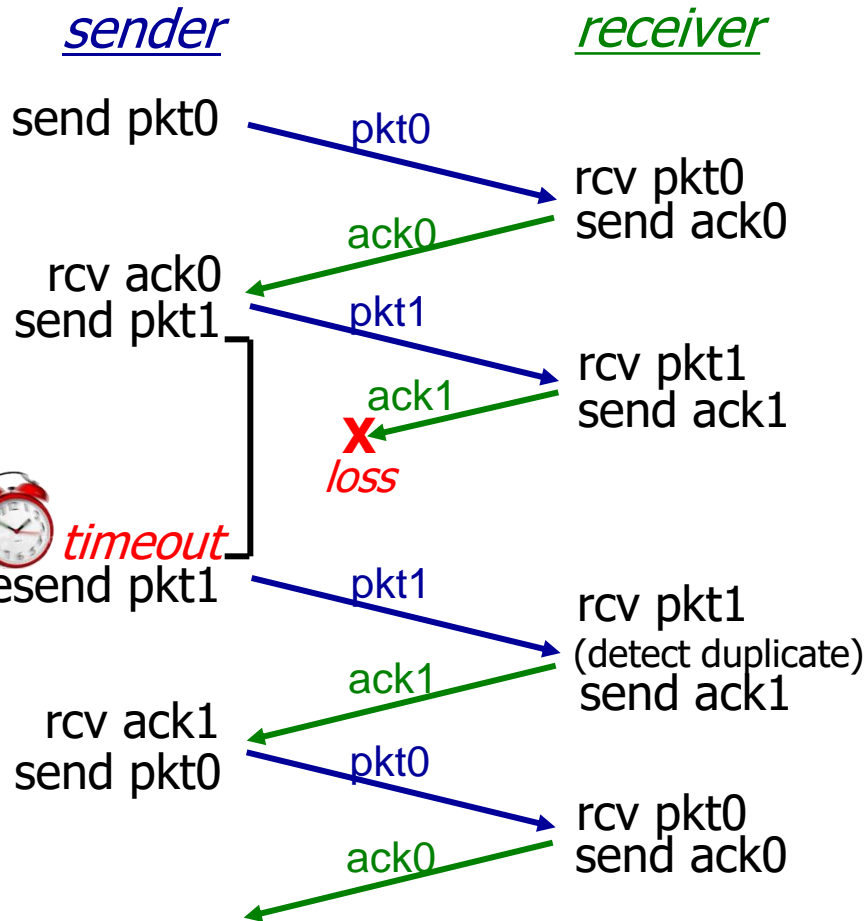 sender
receiver
send pkt0
pkt0
rcv pkt0
send ack0
ack0
rcv ack0
send pkt1
pkt1
rcv pkt1
send ack1
ack1
X
loss
timeout
esend pkt1
pkt1
rcv pkt1
(detect duplicate)
send ack1
ack1
rcv ack1
send pkt0
pkt0
rcv pkt0
send ack0
ack0